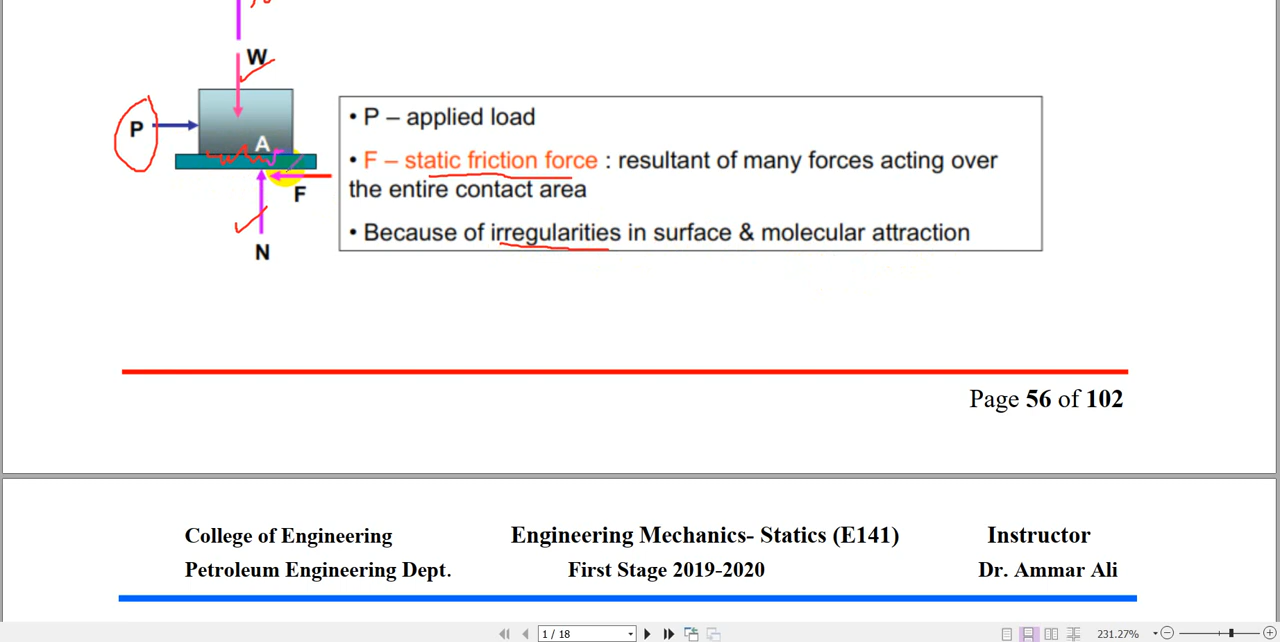 W
P
A
F
N
• P – applied load
• F – static friction force : resultant of many forces acting over
the entire contact area
• Because of irregularities in surface & molecular attraction
Page 56 of 102
College of Engineering Engineering Mechanics- Statics (E141) Instructor
Petroleum Engineering Dept. First Stage 2019-2020 Dr. Ammar Ali
1 / 18 231.27%